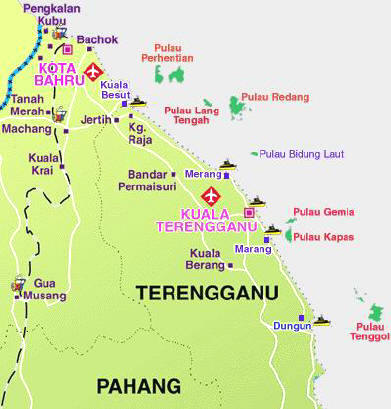 Pengkalan
Kubu
Bachok
KOTA
BAHRU
Pulau
Perhentian
Kuala
Besut
Pulau Redang
Tanah
Merah
Pulau Lang
Tengah
Machang
Jertih
Kg.
Raja
Pulau Bidung Laut
Kuala
Krai
Bandar
Permaisuri
Merang
KUALA
TERENGGANU
Pulau Gemia
Pulau Kapas
Marang
Kuala
Berang
Gua
Musang
TERENGGANU
Dungun
Pulau
Tenggol
PAHANG